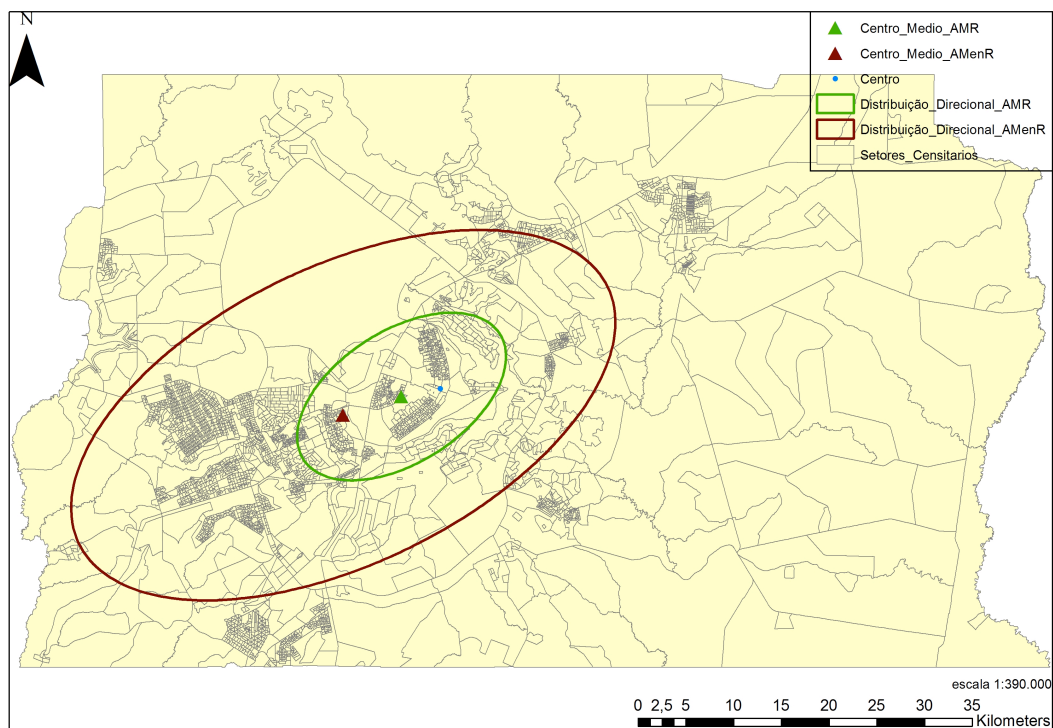 N
Centro_Medio_AMR
Centro_Medio_AMenR
Centro
Distribuição_Direcional_AMR
Distribuição_Direcional_AMenR
Setores_Censitarios
escala 1:390.000
0 2,5 5 10 15 20 25 30 35
Kilometers